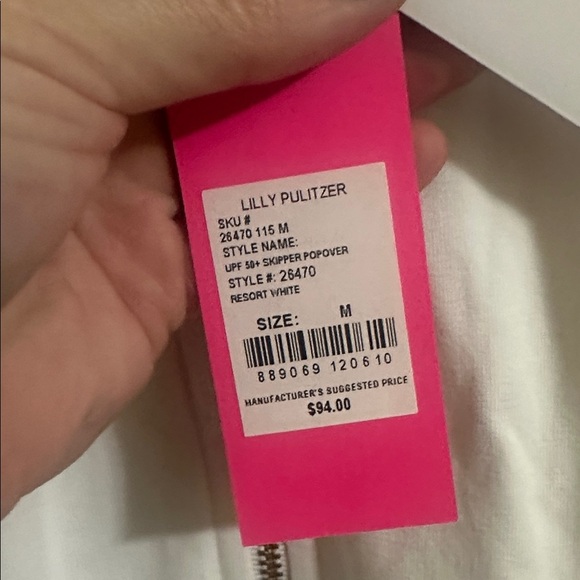 LILLY PULITZER
SKU #
26470 115 M
STYLE NAME:
UPF 50+ SKIPPER POPOVER
STYLE #: 26470
RESORT WHITE
SIZE: M
889069 120610
MANUFACTURER'S SUGGESTED PRICE
$94.00